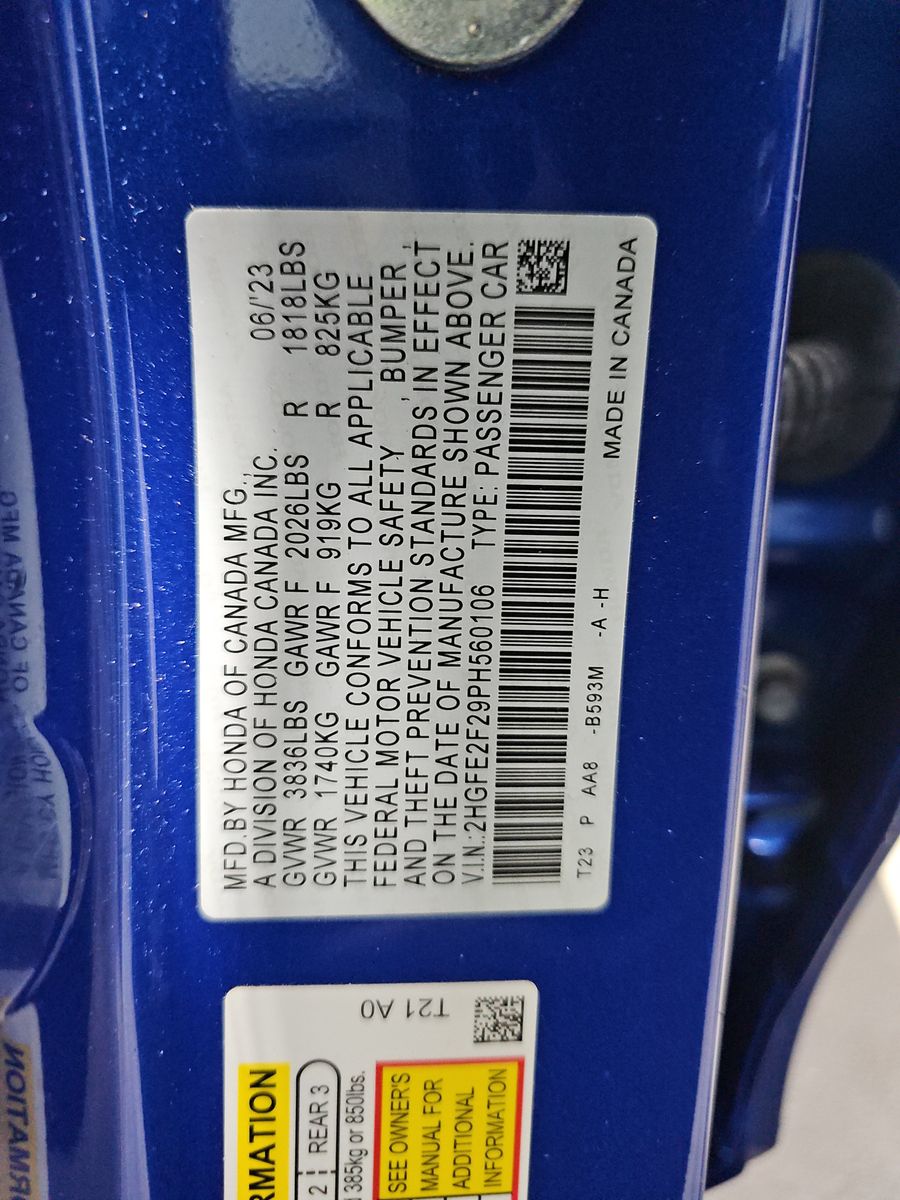 MFD.BY HONDA OF CANADA MFG., 06/'23
A DIVISION OF HONDA CANADA INC.
GVWR 3836LBS GAWR F 2026LBS R 1818LBS
GVWR 1740KG GAWR F 919KG R 825KG
THIS VEHICLE CONFORMS TO ALL APPLICABLE
FEDERAL MOTOR VEHICLE SAFETY , BUMPER ,
AND THEFT PREVENTION STANDARDS IN EFFECT
ON THE DATE OF MANUFACTURE SHOWN ABOVE.
V.I.N.:2HGFE2F29PH560106 TYPE:PASSENGER CAR
T23 P AA8 -B593M -A -H
MADE IN CANADA
T21 A0
RMATION
2 REAR 3
385kg or 850lbs.
SEE OWNER'S
MANUAL FOR
ADDITIONAL
INFORMATION